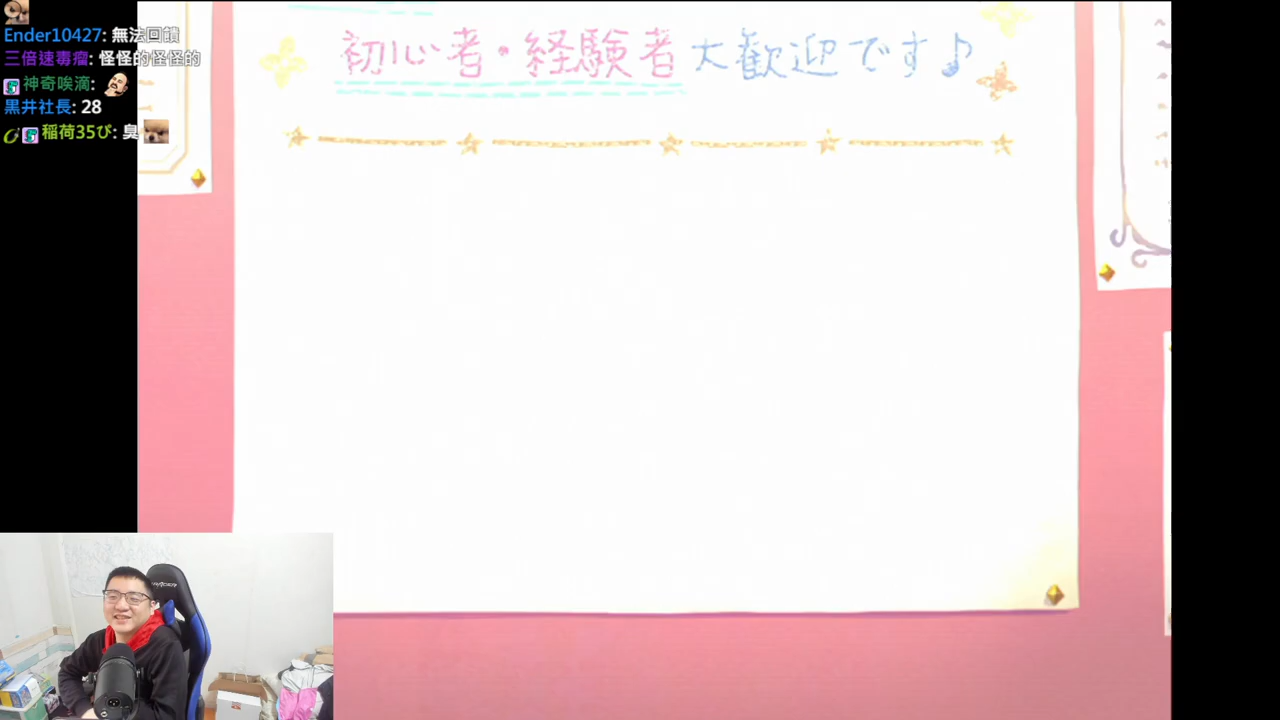 Ender10427: 無法回饋
三倍速毒瘤: 怪怪的怪怪的
神奇唉滴:
黒井社長: 28
稲荷35ぴ: 臭
初心者・経験者大歓迎です♪